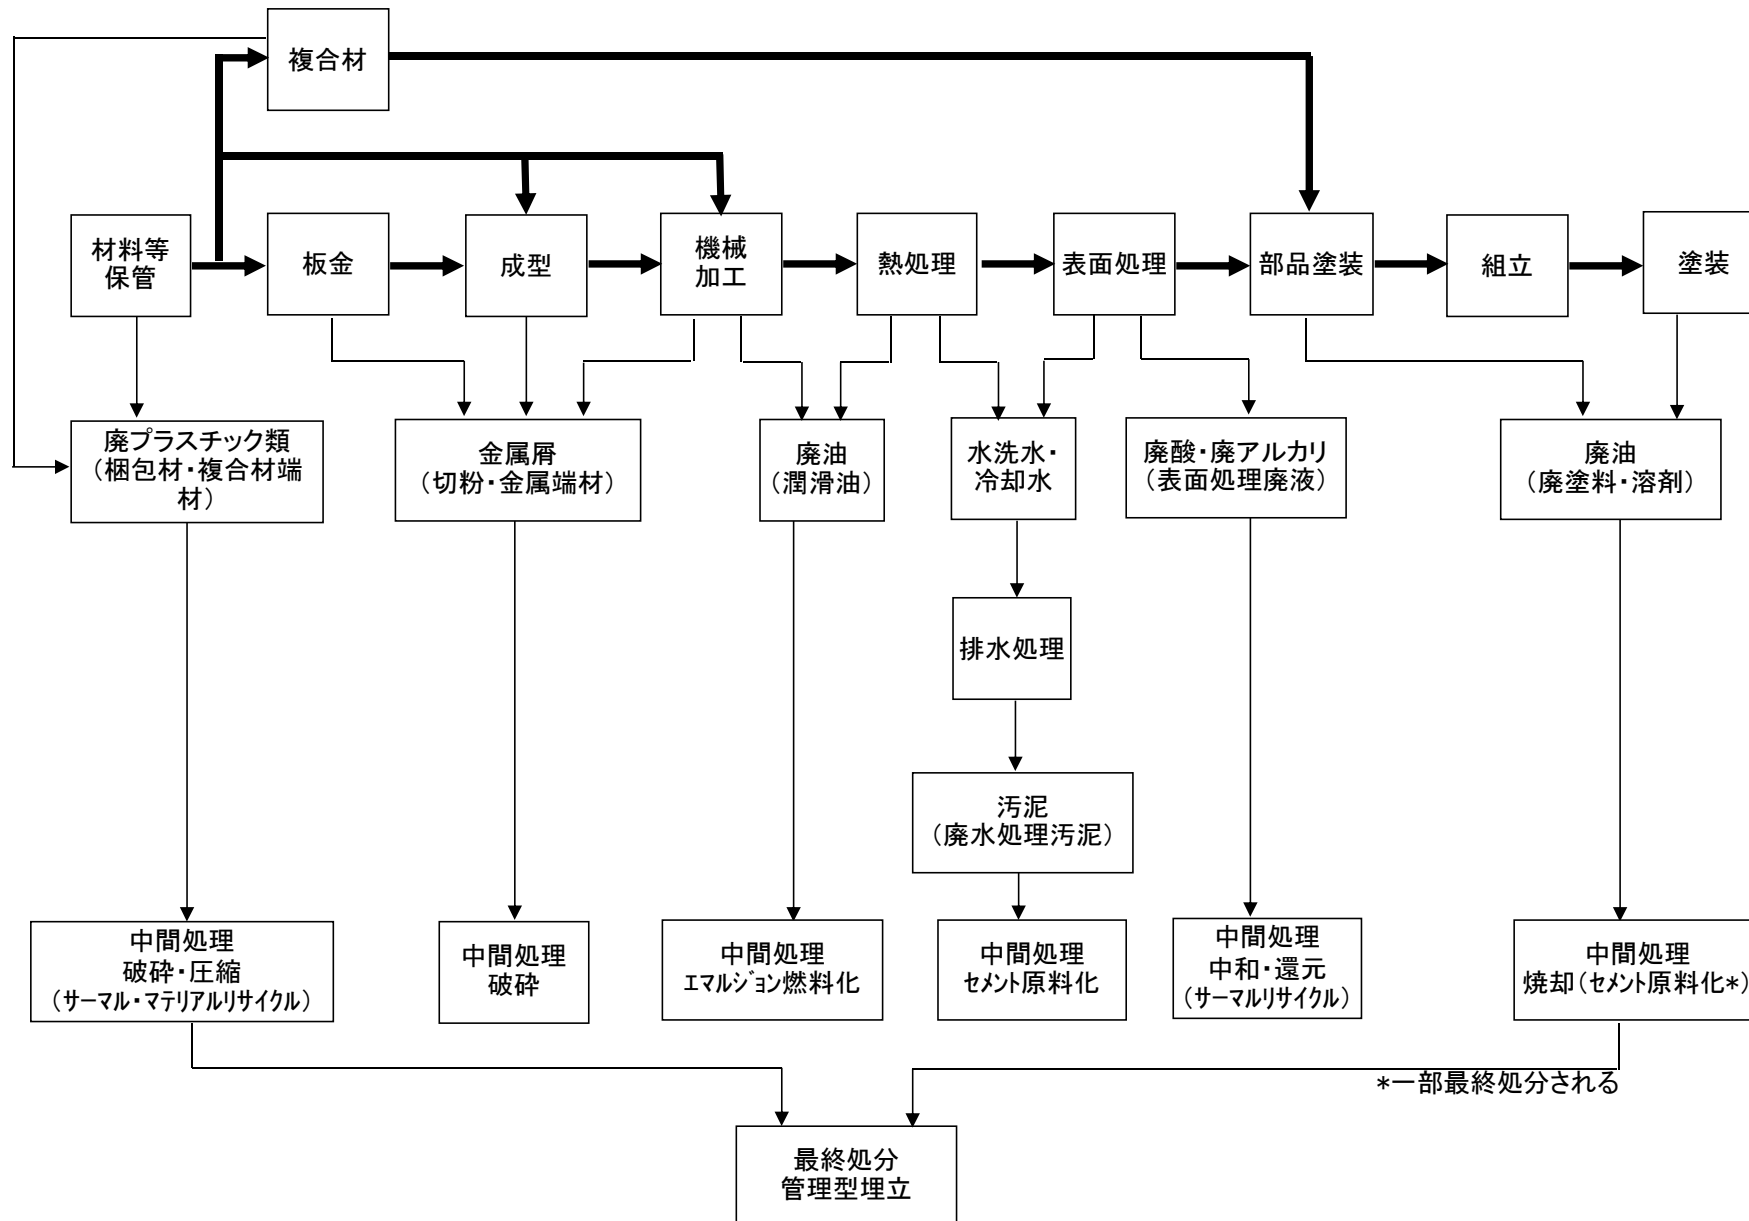 複合材
材料等
保管
板金
成型
機械
加工
熱処理
表面処理
部品塗装
組立
塗装
廃プラスチック類
（梱包材・複合材端
材）
金属屑
（切粉・金属端材）
廃油
（潤滑油）
水洗水・
冷却水
廃酸・廃アルカリ
（表面処理廃液）
廃油
（廃塗料・溶剤）
排水処理
汚泥
（廃水処理汚泥）
中間処理
破砕・圧縮
（サーマル・マテリアルリサイクル）
中間処理
破砕
中間処理
エマルジョン燃料化
中間処理
セメント原料化
中間処理
中和・還元
（サーマルリサイクル）
中間処理
焼却（セメント原料化*）
*一部最終処分される
最終処分
管理型埋立